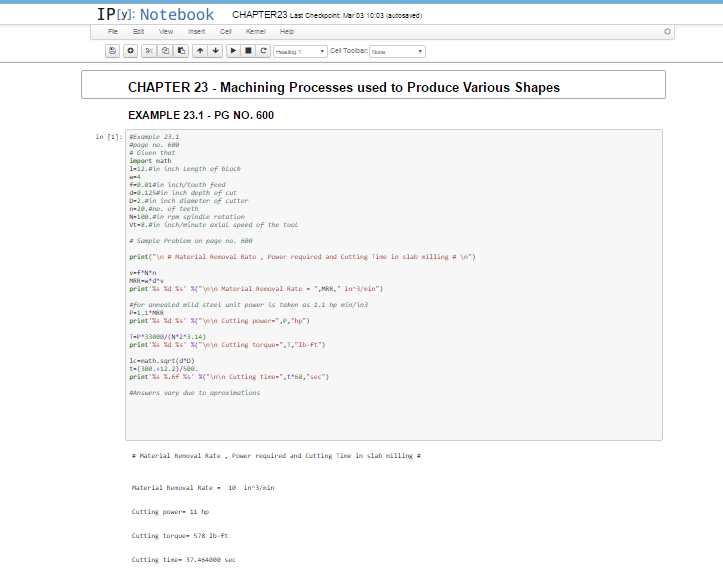 IP[y]: Notebook CHAPTER23 Last Checkpoint: Mar 03 10:03 (autosaved)
File Edit View Insert Cell Kernel Help
Heading 1 Cell Toolbar: None
CHAPTER 23 - Machining Processes used to Produce Various Shapes
EXAMPLE 23.1 - PG NO. 600
In [1]: #Example 23.1
#page no. 600
# Given that
import math
l=12.#in inch Length of block
w=4
f=0.01#in inch/tooth feed
d=0.125#in inch depth of cut
D=2.#in inch diameter of cutter
n=20.#no. of teeth
N=100.#in rpm spindle rotation
Vt=8.#in inch/minute axial speed of the tool
# Sample Problem on page no. 600
print("\n # Material Removal Rate , Power required and Cutting Time in slab milling # \n")
v=f*N*n
MRR=w*d*v
print'%s %d %s' %("\n\n Material Removal Rate = ",MRR," in^3/min")
#for annealed mild steel unit power is taken as 1.1 hp min/in3
P=1.1*MRR
print'%s %d %s' %("\n\n Cutting power=",P,"hp")
T=P*33000/(N*2*3.14)
print'%s %d %s' %("\n\n Cutting torque=",T,"lb-ft")
lc=math.sqrt(d*D)
t=(300.+12.2)/500.
print'%s %.6f %s' %("\n\n Cutting time=",t*60,"sec")
#Answers vary due to aproximations
# Material Removal Rate , Power required and Cutting Time in slab milling #
Material Removal Rate = 10 in^3/min
Cutting power= 11 hp
Cutting torque= 578 lb-ft
Cutting time= 37.464000 sec